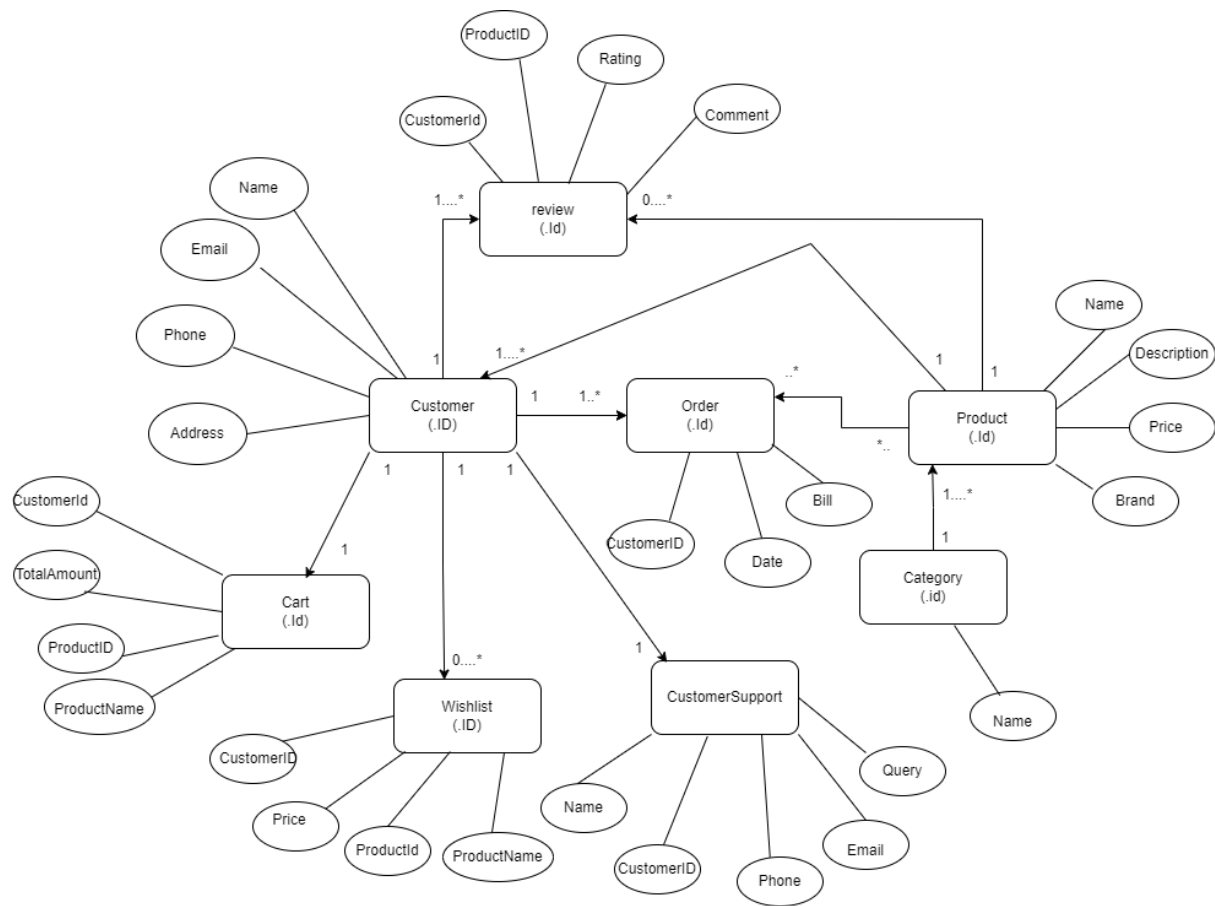 ProductID
Rating
CustomerId
Comment
Name
1....*
review
(.Id)
0....*
Email
Name
Phone
1....*
Description
1
1
1
Customer
(.ID)
1
1..*
Order
(.Id)
..*
Product
(.Id)
Price
Address
*..
1
1
1
Bill
1....*
Brand
CustomerId
CustomerID
Date
1
1
TotalAmount
Cart
(.Id)
Category
(.id)
ProductID
ProductName
0....*
1
Wishlist
(.ID)
CustomerSupport
Name
CustomerID
Query
Name
Price
ProductId
ProductName
CustomerID
Phone
Email